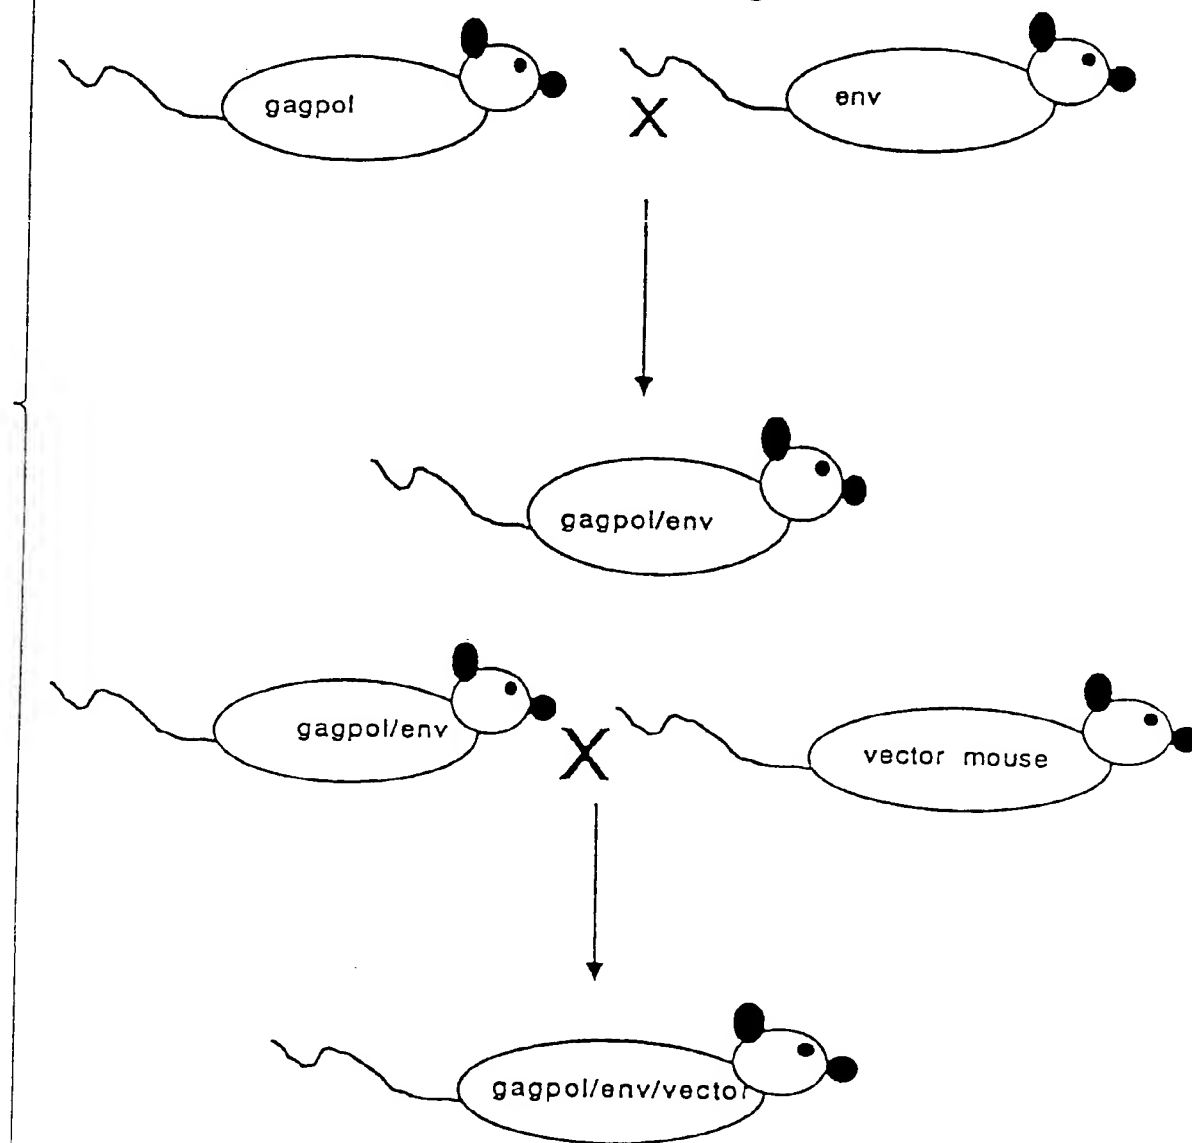 gagpol
X
env
gagpol/env
gagpol/env
X
vector mouse
gagpol/env/vector